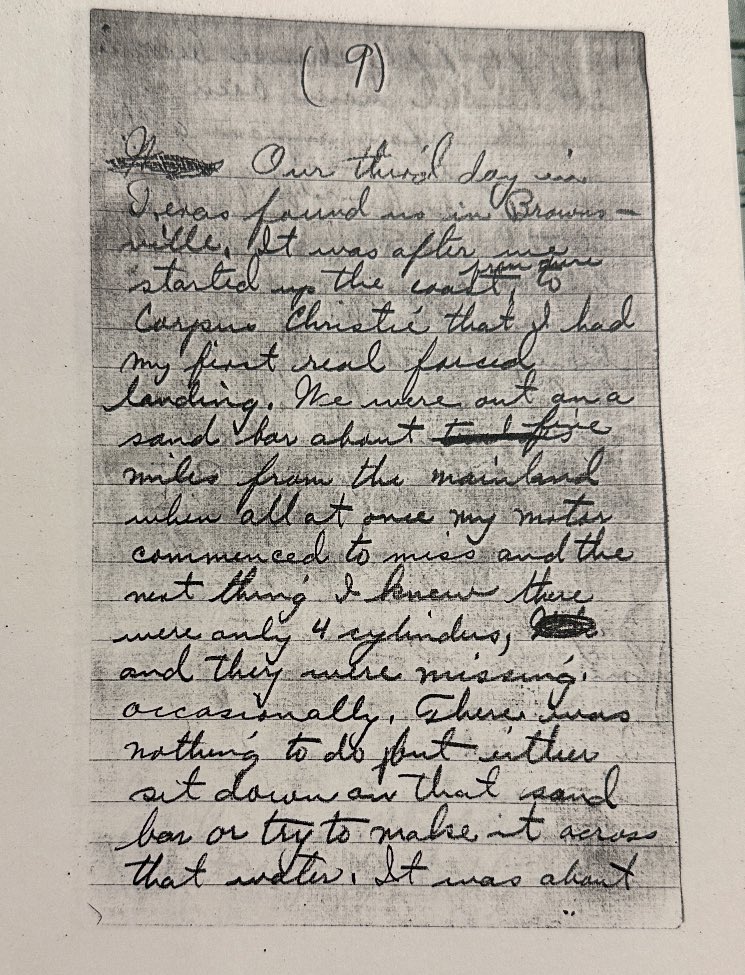 (9)
Our third day in
Texas found us in Browns-
ville. It was after we
started up the coast, from here to
Corpus Christie that I had
my first real forced
landing. We were out on a
sand bar about five
miles from the mainland
when all at once my motor
commenced to miss and the
next thing I knew there
were only 4 cylinders,
and they were missing
occasionally. There was
nothing to do but either
sit down on that sand
bar or try to make it across
that water. It was about